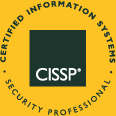 CERTIFIED INFORMATION SYSTEMS
CISSP®
• SECURITY PROFESSIONAL •